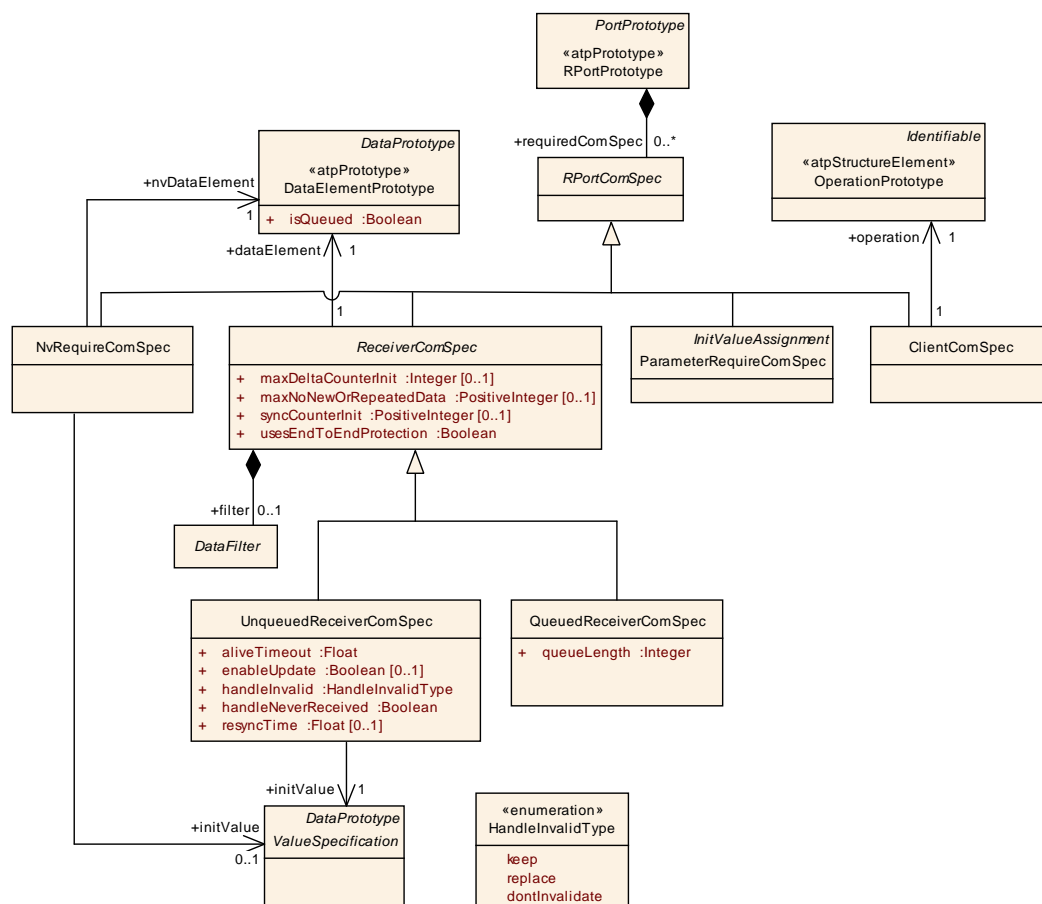 PortPrototype
«atpPrototype»
RPortPrototype
+requiredComSpec 0..*
DataPrototype
«atpPrototype»
DataElementPrototype
+ isQueued :Boolean
RPortComSpec
Identifiable
«atpStructureElement»
OperationPrototype
+nvDataElement
1
+dataElement 1
+operation 1
1
1
NvRequireComSpec
ReceiverComSpec
+ maxDeltaCounterInit :Integer [0..1]
+ maxNoNewOrRepeatedData :PositiveInteger [0..1]
+ syncCounterInit :PositiveInteger [0..1]
+ usesEndToEndProtection :Boolean
InitValueAssignment
ParameterRequireComSpec
ClientComSpec
+filter 0..1
DataFilter
UnqueuedReceiverComSpec
+ aliveTimeout :Float
+ enableUpdate :Boolean [0..1]
+ handleInvalid :HandleInvalidType
+ handleNeverReceived :Boolean
+ resyncTime :Float [0..1]
QueuedReceiverComSpec
+ queueLength :Integer
+initValue 1
+initValue
0..1
DataPrototype
ValueSpecification
«enumeration»
HandleInvalidType
keep
replace
dontInvalidate